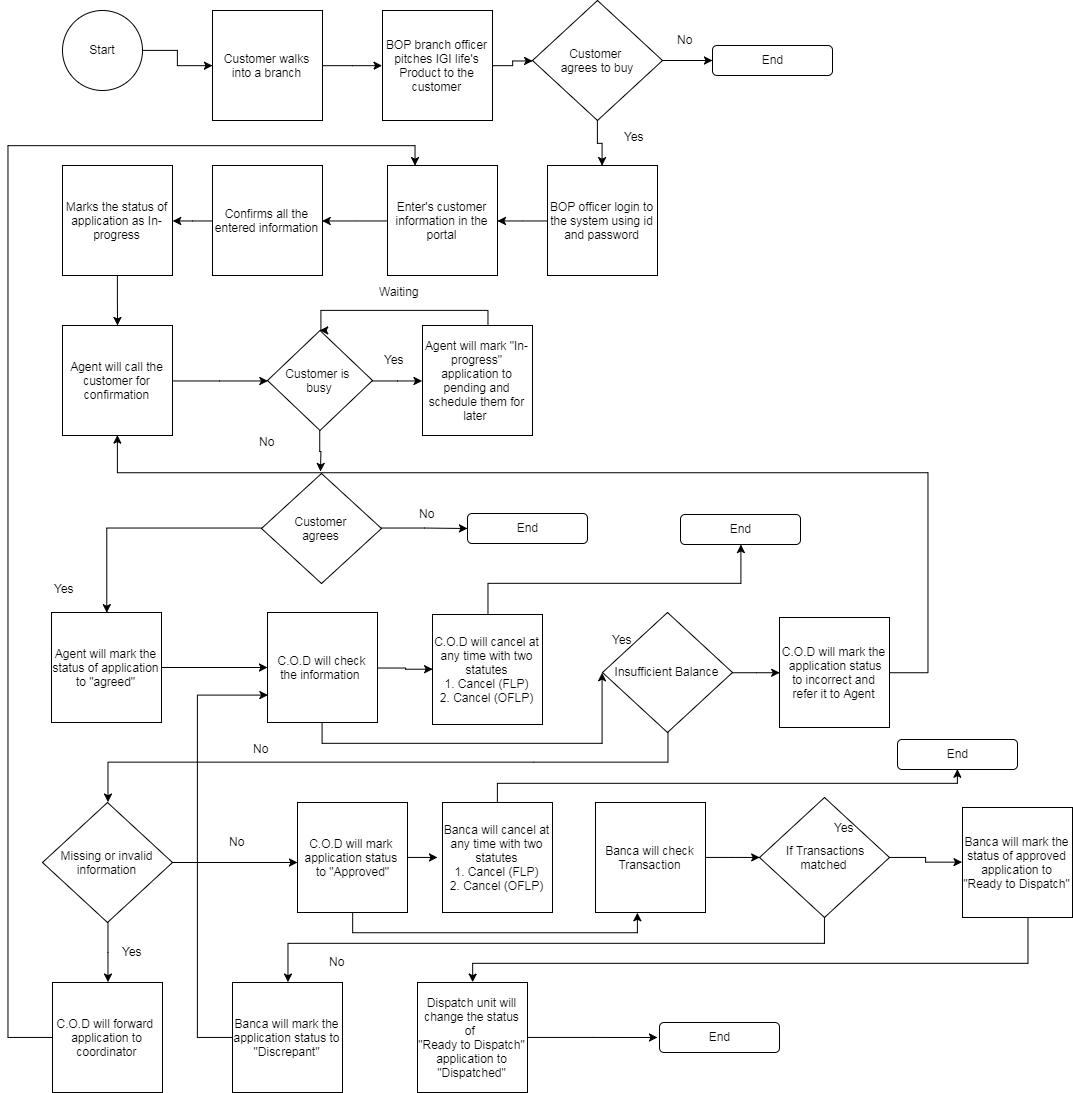 Start
Customer walks
into a branch
BOP branch officer
pitches IGI life's
Product to the
customer
Customer
agrees to buy
No
End
Yes
Marks the status of
application as In-
progress
Confirms all the
entered information
Enter's customer
information in the
portal
BOP officer login to
the system using id
and password
Waiting
Agent will call the
customer for
confirmation
Customer is
busy
Yes
Agent will mark "In-
progress"
application to
pending and
schedule them for
later
No
Customer
agrees
No
End
End
Yes
Agent will mark the
status of application
to "agreed"
C.O.D will check
the information
C.O.D will cancel at
any time with two
statutes
1. Cancel (FLP)
2. Cancel (OFLP)
Yes
Insufficient Balance
C.O.D will mark the
application status
to incorrect and
refer it to Agent
No
End
Missing or invalid
information
No
C.O.D will mark
application status
to "Approved"
Banca will cancel at
any time with two
statutes
1. Cancel (FLP)
2. Cancel (OFLP)
Banca will check
Transaction
Yes
If Transactions
matched
Banca will mark the
status of approved
application to
"Ready to Dispatch"
Yes
No
C.O.D will forward
application to
coordinator
Banca will mark the
application status to
"Discrepant"
Dispatch unit will
change the status
of
"Ready to Dispatch"
application to
"Dispatched"
End